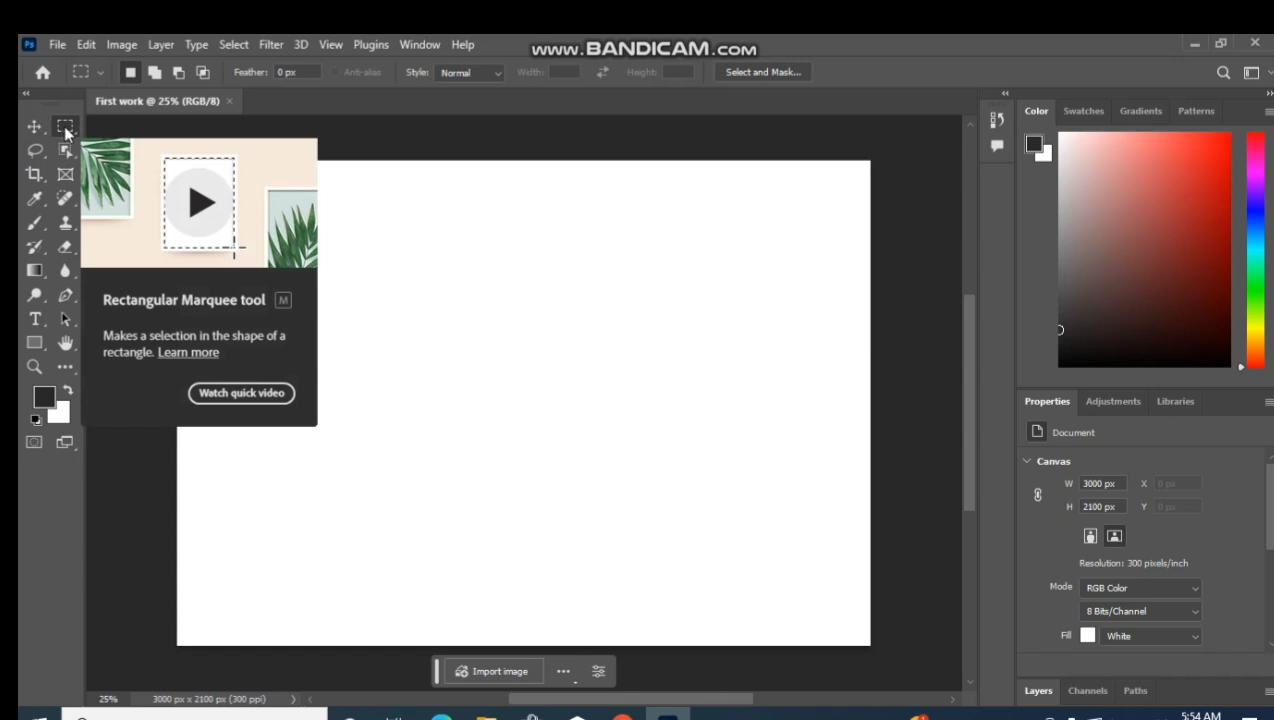 Ps File Edit Image Layer Type Select Filter 3D View Plugins Window Help
www.BANDICAM.com
Feather: 0 px Anti-alias Style: Normal Width: Height: Select and Mask...
First work @ 25% (RGB/8) ×
Color Swatches Gradients Patterns
Rectangular Marquee tool M
Makes a selection in the shape of a
rectangle. Learn more
Watch quick video
Properties Adjustments Libraries
Document
Canvas
W 3000 px X 0 px
H 2100 px Y 0 px
Resolution: 300 pixels/inch
Mode RGB Color
8 Bits/Channel
Fill White
Import image
Layers Channels Paths
25% 3000 px x 2100 px (300 ppi)
5:54 AM